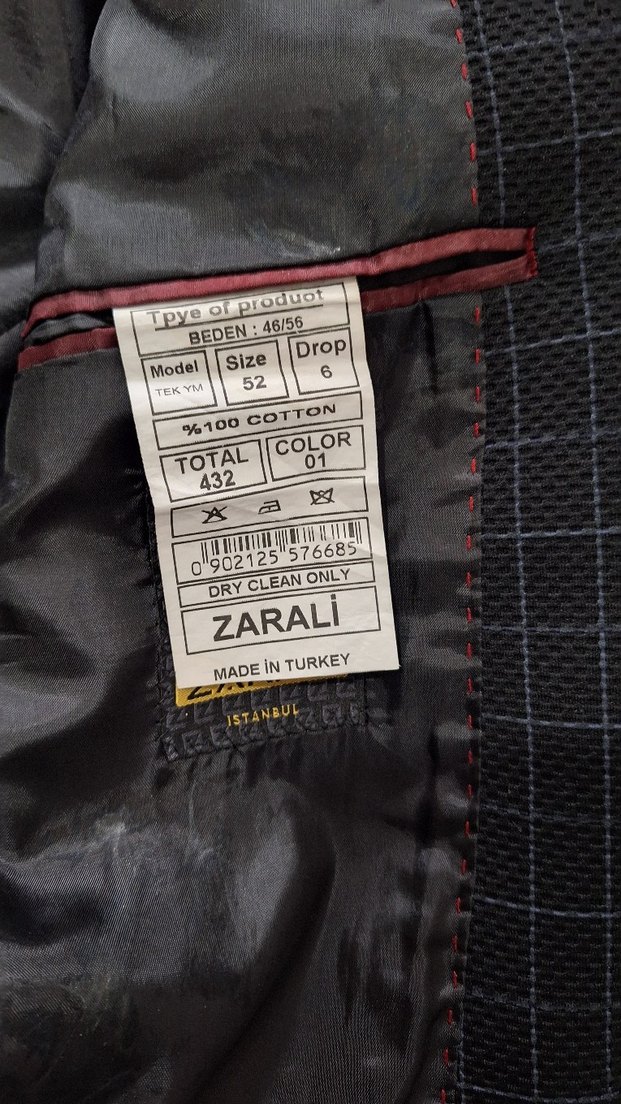 Tpye of product
BEDEN : 46/56
Model
TEK YM
Size
52
Drop
6
%100 COTTON
TOTAL
432
COLOR
01
0 902125 576685
DRY CLEAN ONLY
ZARALİ
MADE İN TURKEY
ISTANBUL